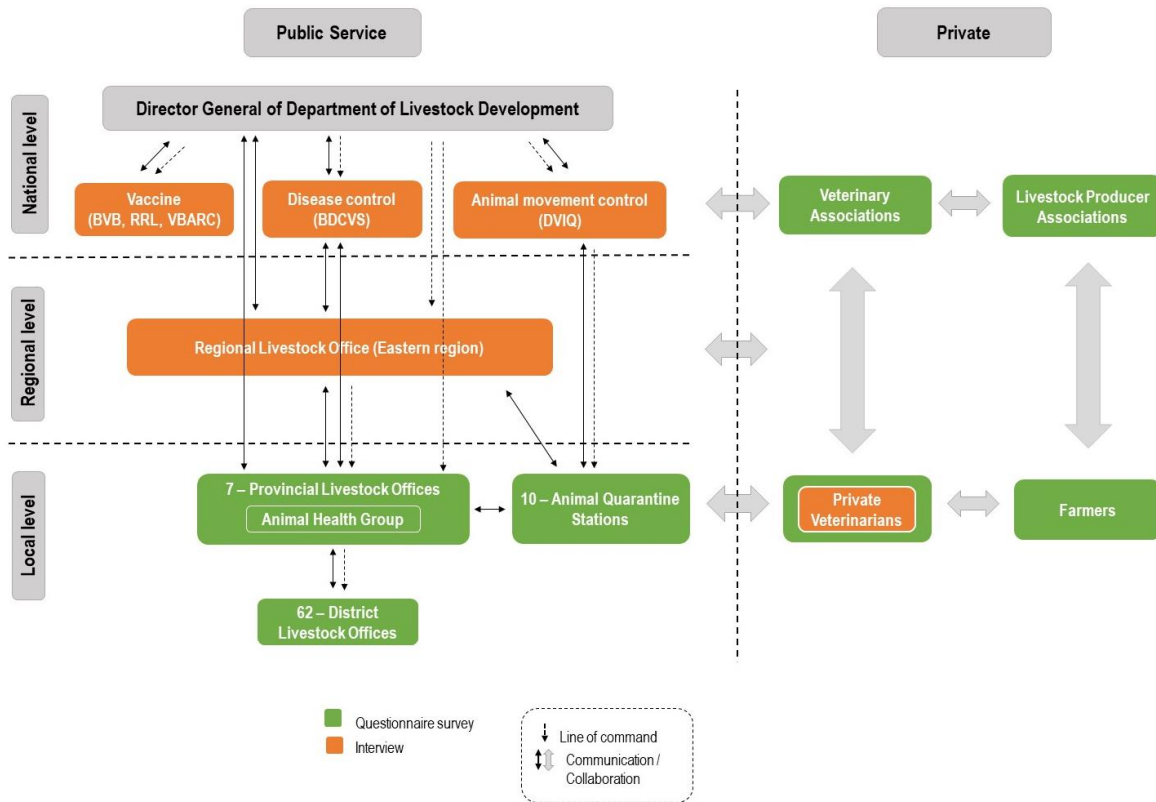 Public Service
Private
National level
Director General of Department of Livestock Development
Vaccine
(BVB, RRL, VBARC)
Disease control
(BDCVS)
Animal movement control
(DVIQ)
Veterinary
Associations
Livestock Producer
Associations
Regional level
Regional Livestock Office (Eastern region)
Local level
7 – Provincial Livestock Offices
Animal Health Group
10 – Animal Quarantine
Stations
Private
Veterinarians
Farmers
62 – District
Livestock Offices
Questionnaire survey
Interview
Line of command
Communication /
Collaboration